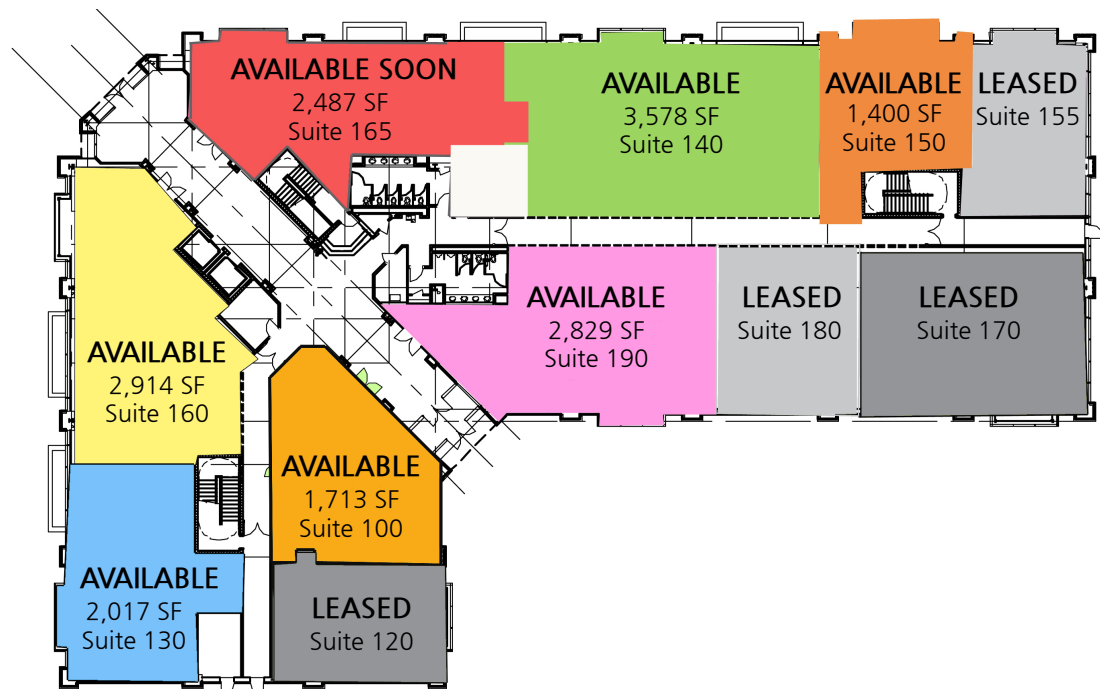 AVAILABLE SOON
2,487 SF
Suite 165
AVAILABLE
3,578 SF
Suite 140
AVAILABLE
1,400 SF
Suite 150
LEASED
Suite 155
AVAILABLE
2,914 SF
Suite 160
AVAILABLE
2,829 SF
Suite 190
LEASED
Suite 180
LEASED
Suite 170
AVAILABLE
1,713 SF
Suite 100
AVAILABLE
2,017 SF
Suite 130
LEASED
Suite 120